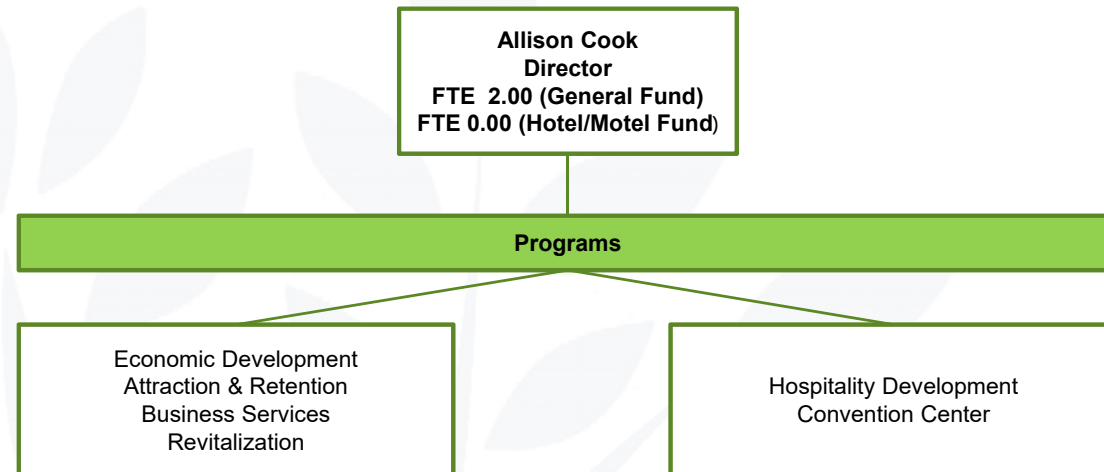 Allison Cook
Director
FTE  2.00 (General Fund)
FTE 0.00 (Hotel/Motel Fund)
Programs
Economic Development
Attraction & Retention
Business Services
Revitalization
Hospitality Development
Convention Center